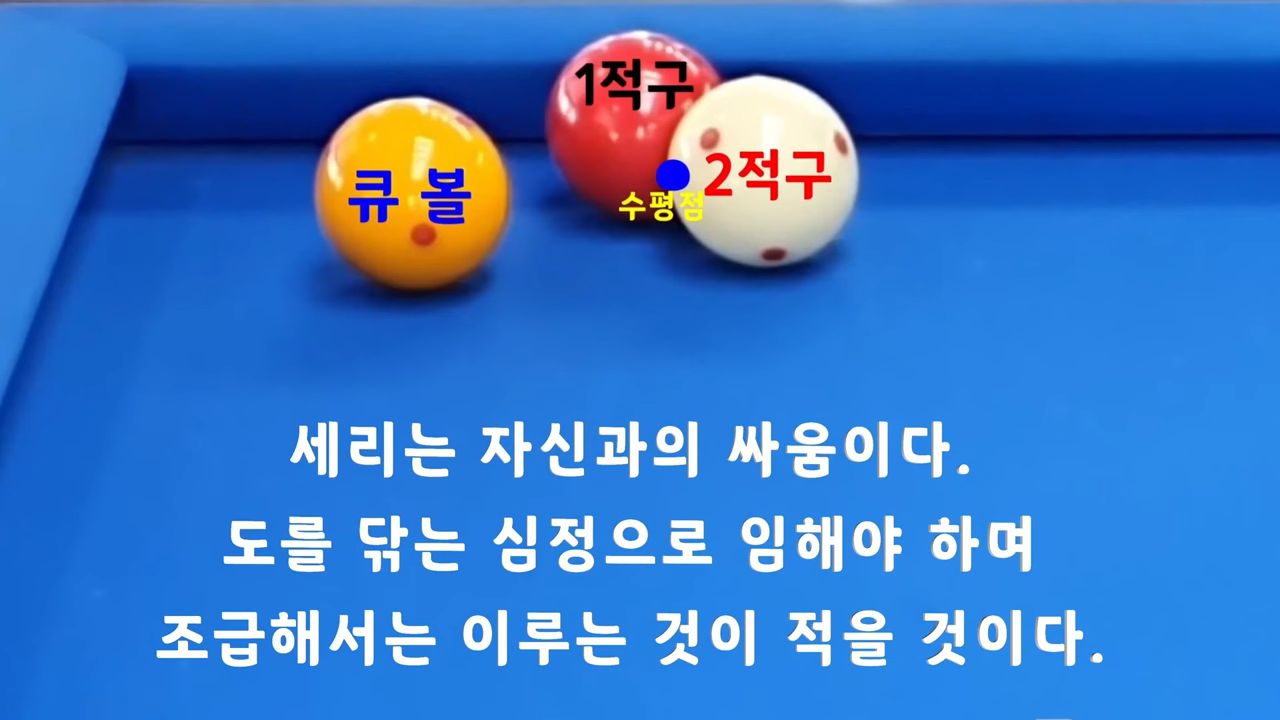 1적구
큐 볼
2적구
수평점
세리는 자신과의 싸움이다.
도를 닦는 심정으로 임해야 하며
조급해서는 이루는 것이 적을 것이다.